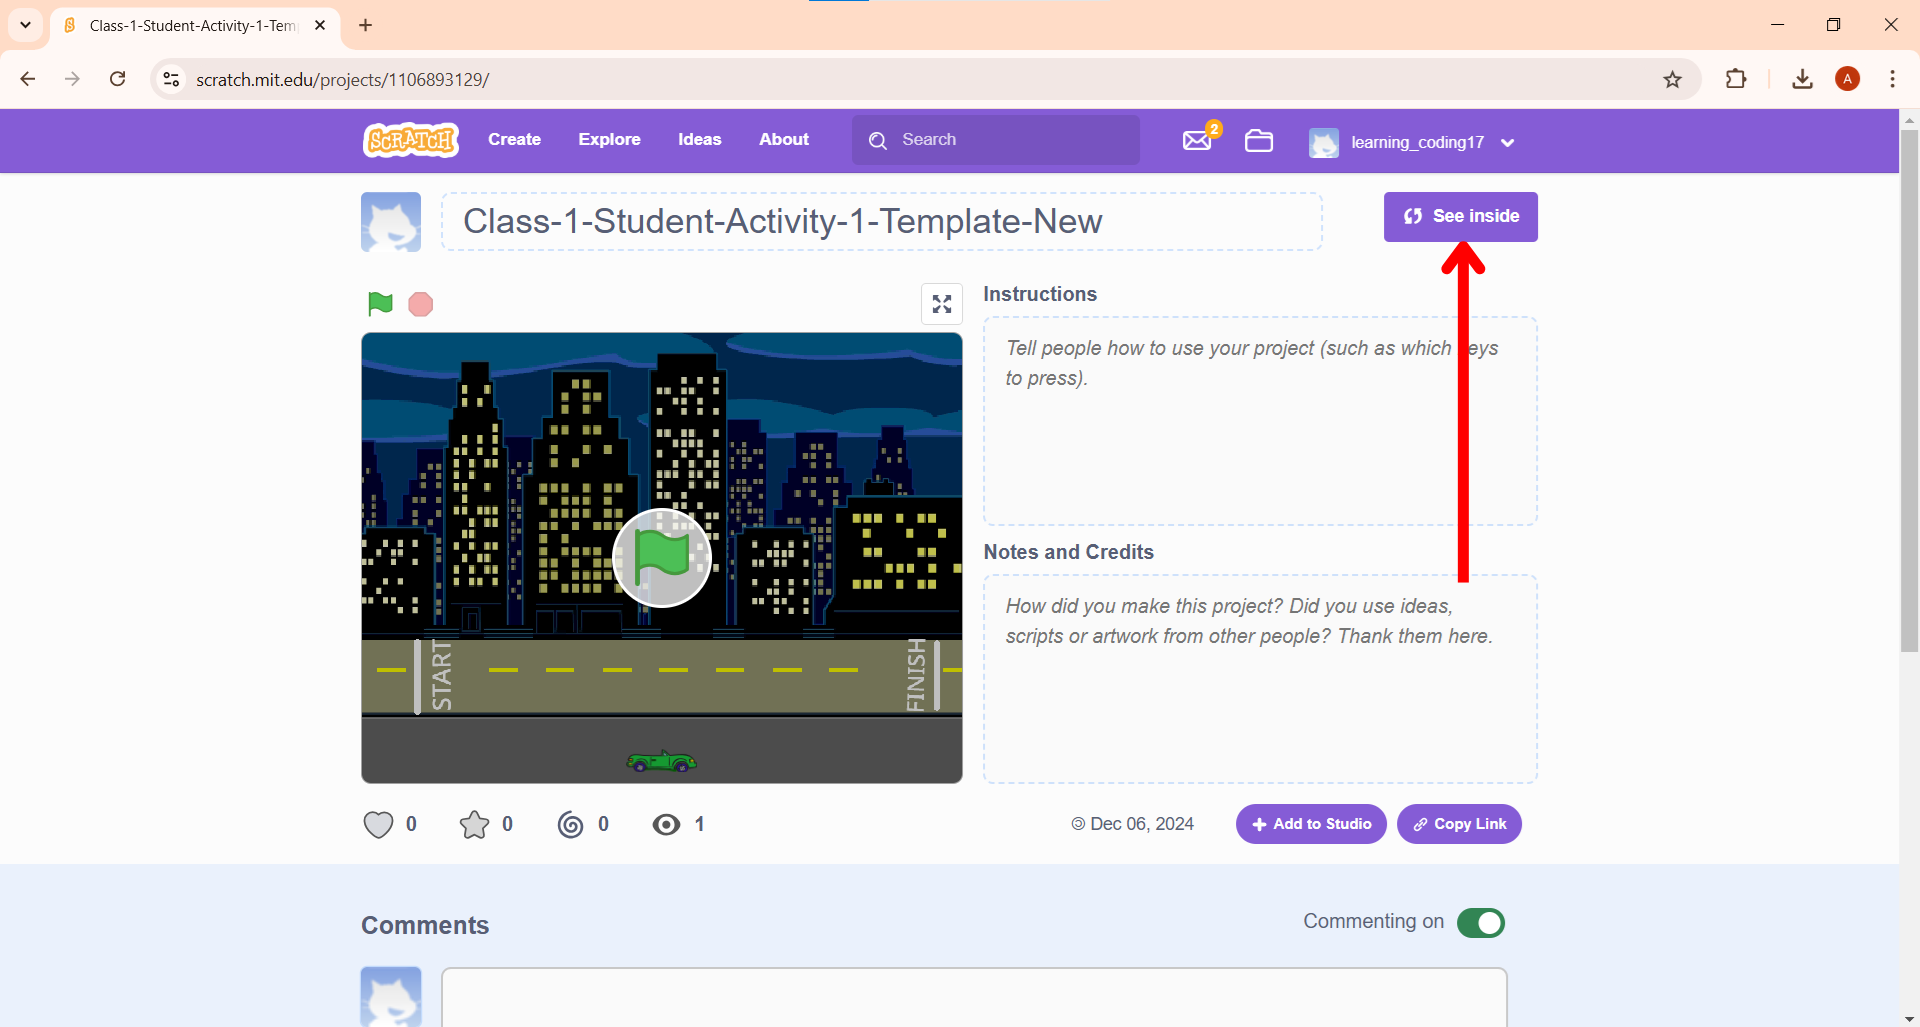 Class-1-Student-Activity-1-Tem
scratch.mit.edu/projects/1106893129/
A
SCRATCH
Create
Explore
Ideas
About
Search
2
learning_coding17
Class-1-Student-Activity-1-Template-New
See inside
Instructions
Tell people how to use your project (such as which eys
to press).
START
FINISH
Notes and Credits
How did you make this project? Did you use ideas,
scripts or artwork from other people? Thank them here.
0
0
0
1
© Dec 06, 2024
Add to Studio
Copy Link
Comments
Commenting on